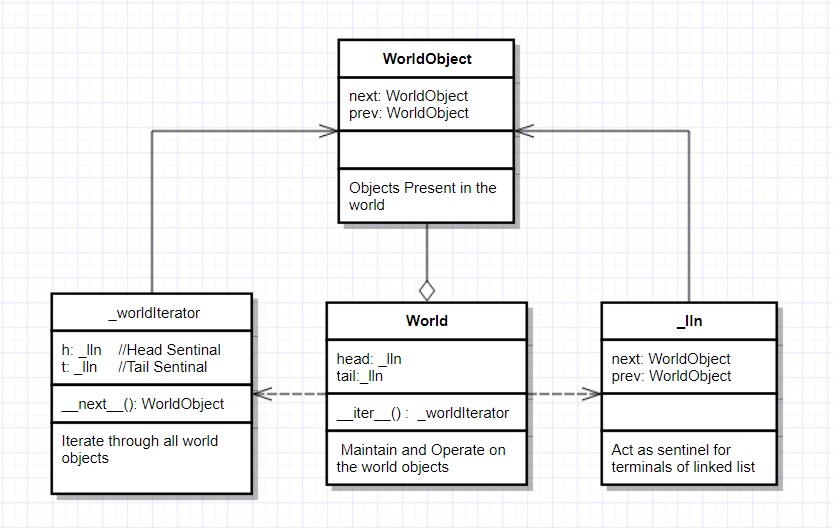 WorldObject
next: WorldObject
prev: WorldObject
Objects Present in the
world
_worldIterator
h: _lln //Head Sentinal
t: _lln //Tail Sentinal
__next__(): WorldObject
Iterate through all world
objects
World
head: _lln
tail:_lln
__iter__() : _worldIterator
Maintain and Operate on
the world objects
_lln
next: WorldObject
prev: WorldObject
Act as sentinel for
terminals of linked list